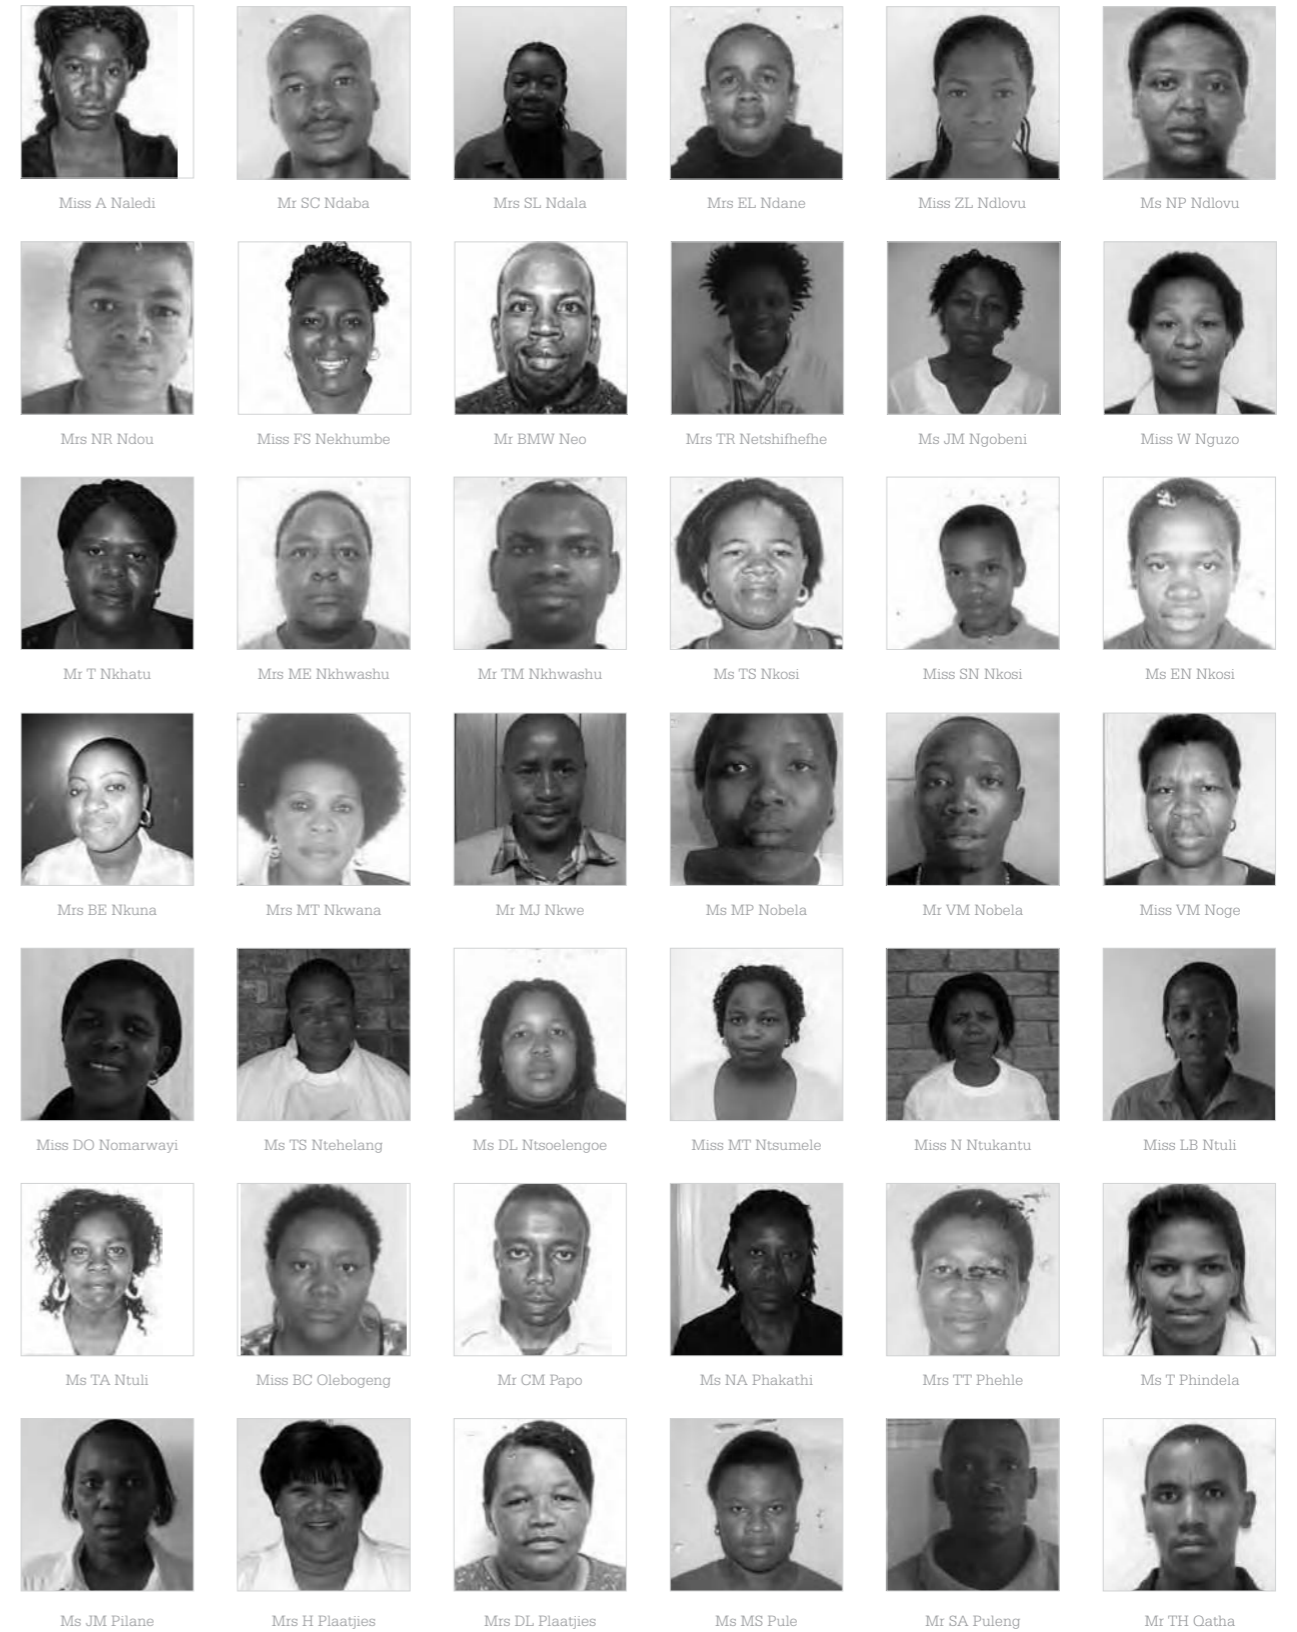 Miss A Naledi
Mr SC Ndaba
Mrs SL Ndala
Mrs EL Ndane
Miss ZL Ndlovu
Ms NP Ndlovu
Mrs NR Ndou
Miss FS Nekhumbe
Mr BMW Neo
Mrs TR Netshifhefhe
Ms JM Ngobeni
Miss W Nguzo
Mr T Nkhatu
Mrs ME Nkhwashu
Mr TM Nkhwashu
Ms TS Nkosi
Miss SN Nkosi
Ms EN Nkosi
Mrs BE Nkuna
Mrs MT Nkwana
Mr MJ Nkwe
Ms MP Nobela
Mr VM Nobela
Miss VM Noge
Miss DO Nomarwayi
Ms TS Ntehelang
Ms DL Ntsoelengoe
Miss MT Ntsumele
Miss N Ntukantu
Miss LB Ntuli
Ms TA Ntuli
Miss BC Olebogeng
Mr CM Papo
Ms NA Phakathi
Mrs TT Phehle
Ms T Phindela
Ms JM Pilane
Mrs H Plaatjies
Mrs DL Plaatjies
Ms MS Pule
Mr SA Puleng
Mr TH Qatha